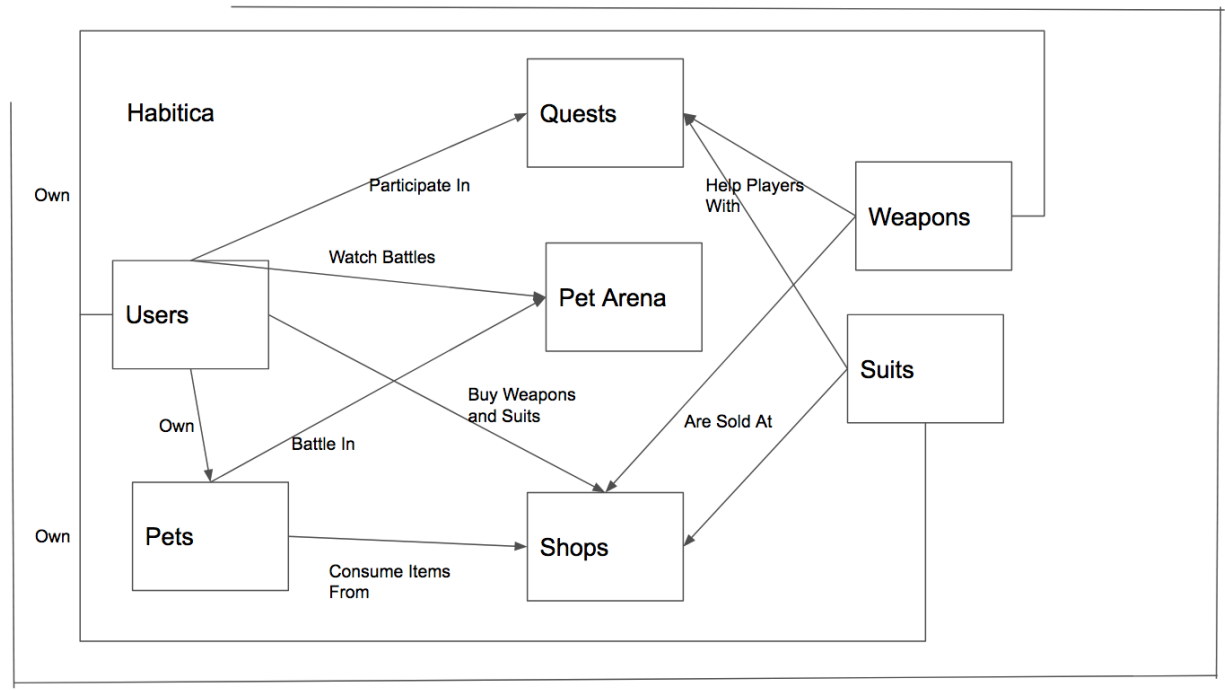 Habitica
Quests
Own
Participate In
Help Players
With
Weapons
Watch Battles
Pet Arena
Users
Suits
Buy Weapons
and Suits
Own
Are Sold At
Battle In
Own
Pets
Shops
Consume Items
From